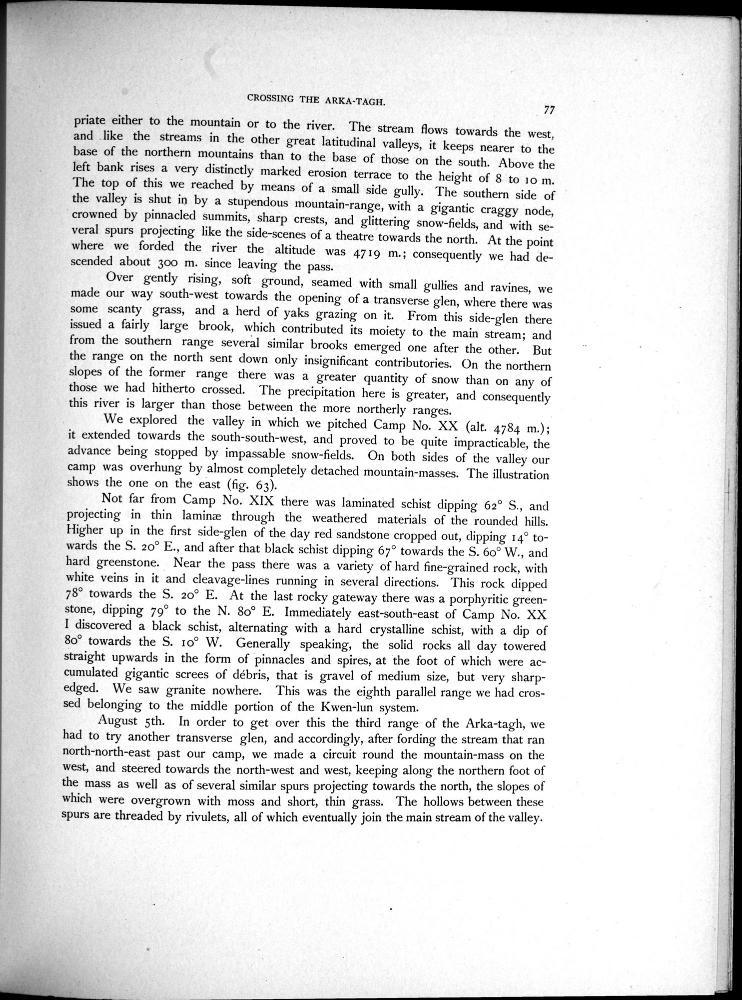 CROSSING THE ARKA-TAGH.
77
priate either to the mountain or to the river. The stream flows towards the west,
and like the streams in the other great latitudinal valleys, it keeps nearer to the
base of the northern mountains than to the base of those on the south. Above the
left bank rises a very distinctly marked erosion terrace to the height of 8 to 10 m.
The top of this we reached by means of a small side gully. The southern side of
the valley is shut in by a stupendous mountain-range, with a gigantic craggy node,
crowned by pinnacled summits, sharp crests, and glittering snow-fields, and with se-
veral spurs projecting like the side-scenes of a theatre towards the north. At the point
where we forded the river the altitude was 4719 m.; consequently we had de-
scended about 300 m. since leaving the pass.
Over gently rising, soft ground, seamed with small gullies and ravines, we
made our way south-west towards the opening of a transverse glen, where there was
some scanty grass, and a herd of yaks grazing on it. From this side-glen there
issued a fairly large brook, which contributed its moiety to the main stream; and
from the southern range several similar brooks emerged one after the other. But
the range on the north sent down only insignificant contributories. On the northern
slopes of the former range there was a greater quantity of snow than on any of
those we had hitherto crossed. The precipitation here is greater, and consequently
this river is larger than those between the more northerly ranges.
We explored the valley in which we pitched Camp No. XX (alt. 4784 m.);
it extended towards the south-south-west, and proved to be quite impracticable, the
advance being stopped by impassable snow-fields. On both sides of the valley our
camp was overhung by almost completely detached mountain-masses. The illustration
shows the one on the east (fig. 63).
Not far from Camp No. XIX there was laminated schist dipping 62° S., and
projecting in thin laminæ through the weathered materials of the rounded hills.
Higher up in the first side-glen of the day red sandstone cropped out, dipping 14° to-
wards the S. 20° E., and after that black schist dipping 67° towards the S. 60° W., and
hard greenstone. Near the pass there was a variety of hard fine-grained rock, with
white veins in it and cleavage-lines running in several directions. This rock dipped
78° towards the S. 20° E. At the last rocky gateway there was a porphyritic green-
stone, dipping 79° to the N. 80° E. Immediately east-south-east of Camp No. XX
I discovered a black schist, alternating with a hard crystalline schist, with a dip of
80° towards the S. 10° W. Generally speaking, the solid rocks all day towered
straight upwards in the form of pinnacles and spires, at the foot of which were ac-
cumulated gigantic screes of débris, that is gravel of medium size, but very sharp-
edged. We saw granite nowhere. This was the eighth parallel range we had cros-
sed belonging to the middle portion of the Kwen-lun system.
August 5th. In order to get over this the third range of the Arka-tagh, we
had to try another transverse glen, and accordingly, after fording the stream that ran
north-north-east past our camp, we made a circuit round the mountain-mass on the
west, and steered towards the north-west and west, keeping along the northern foot of
the mass as well as of several similar spurs projecting towards the north, the slopes of
which were overgrown with moss and short, thin grass. The hollows between these
spurs are threaded by rivulets, all of which eventually join the main stream of the valley.